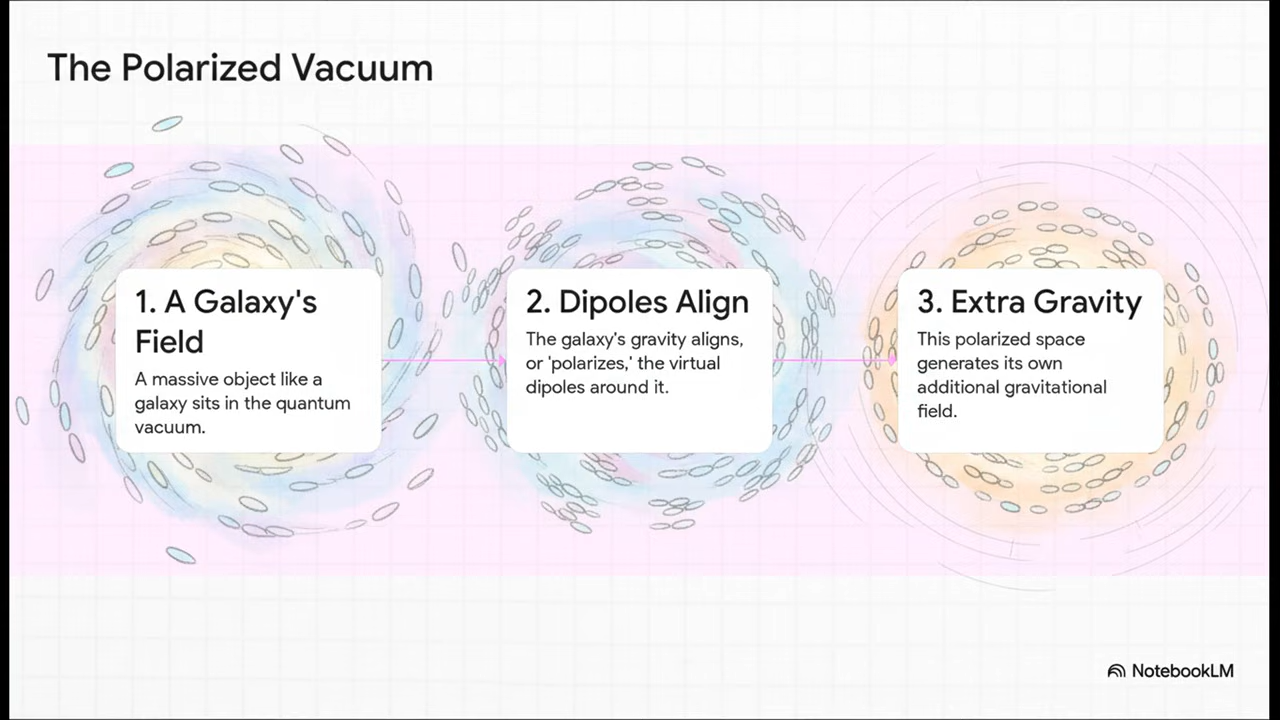 The Polarized Vacuum
1. A Galaxy's
Field
A massive object like a
galaxy sits in the quantum
vacuum.
2. Dipoles Align
The galaxy's gravity aligns,
or 'polarizes,' the virtual
dipoles around it.
3. Extra Gravity
This polarized space
generates its own
additional gravitational
field.
NotebookLM